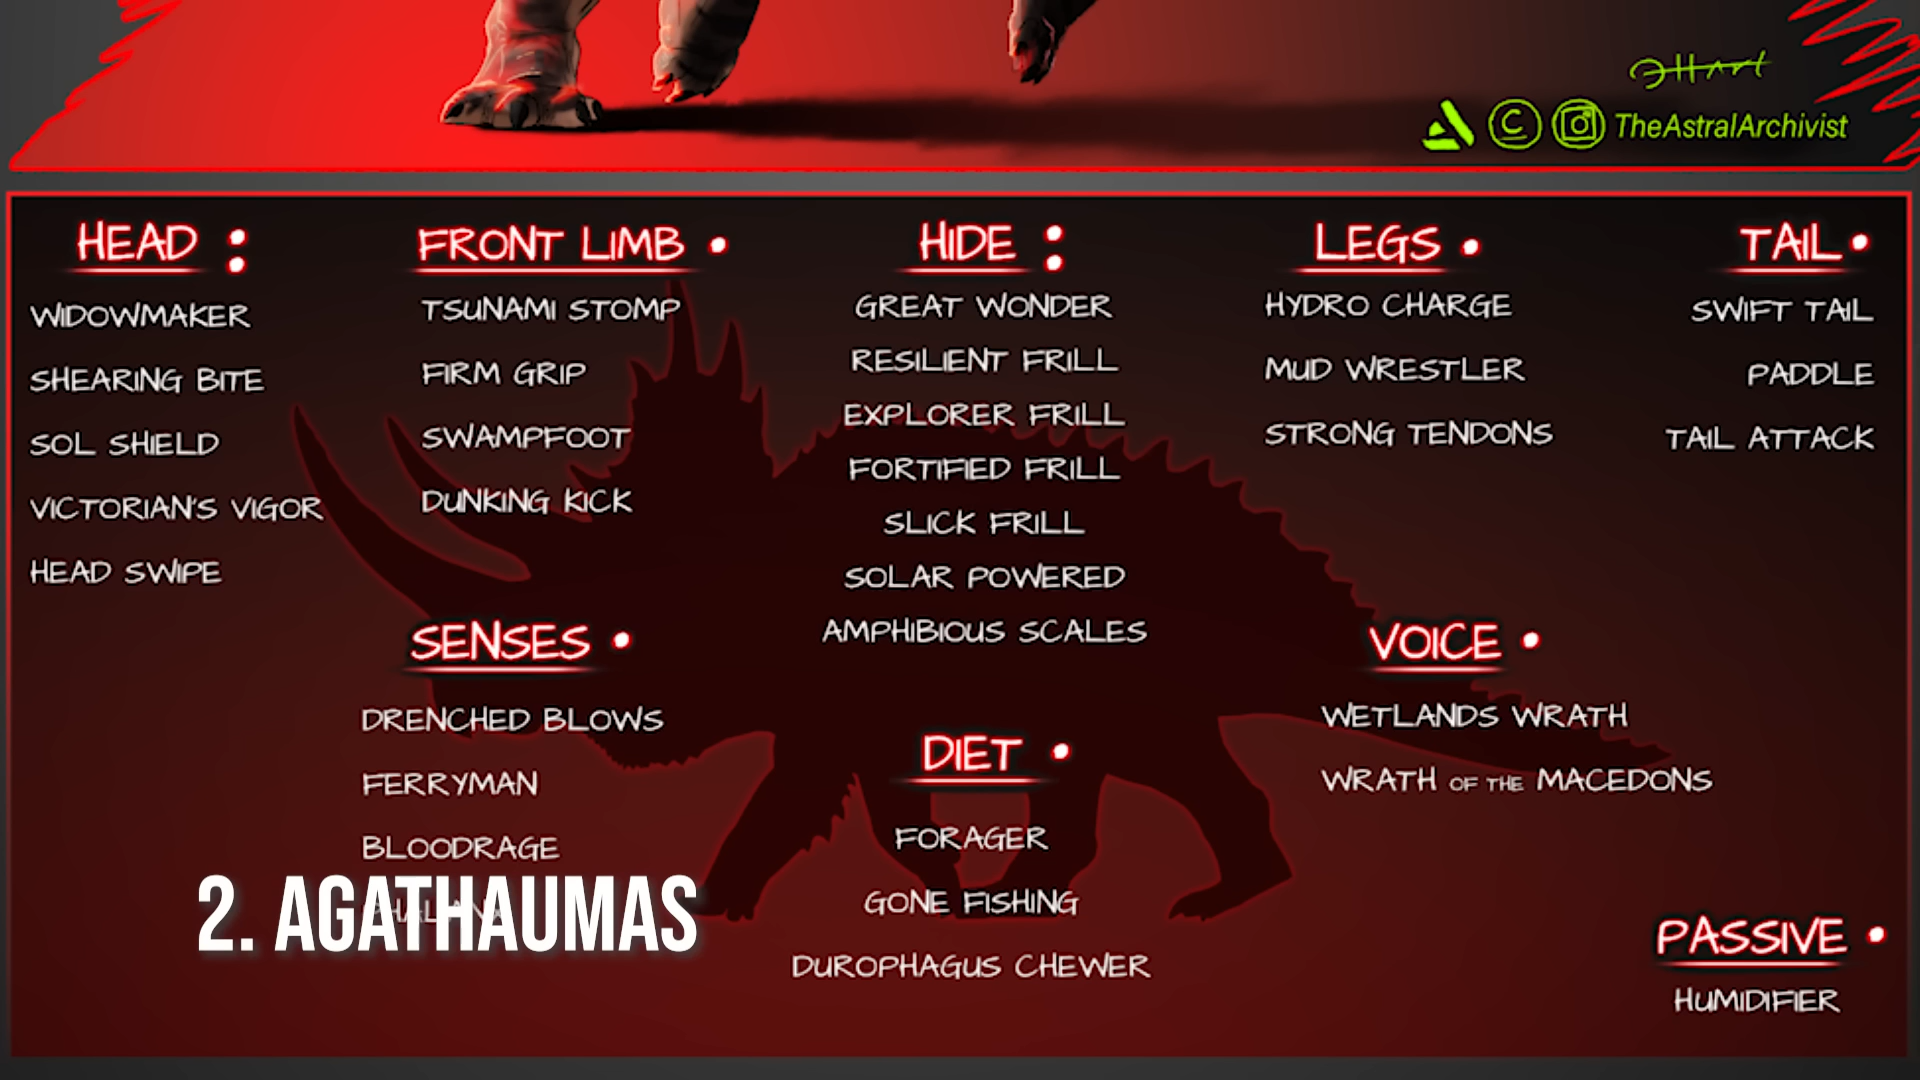 TheAstralArchivist
HEAD :
WIDOWMAKER
SHEARING BITE
SOL SHIELD
VICTORIAN'S VIGOR
HEAD SWIPE
FRONT LIMB •
TSUNAMI STOMP
FIRM GRIP
SWAMPFOOT
DUNKING KICK
HIDE :
GREAT WONDER
RESILIENT FRILL
EXPLORER FRILL
FORTIFIED FRILL
SLICK FRILL
SOLAR POWERED
AMPHIBIOUS SCALES
LEGS •
HYDRO CHARGE
MUD WRESTLER
STRONG TENDONS
TAIL •
SWIFT TAIL
PADDLE
TAIL ATTACK
SENSES •
DRENCHED BLOWS
FERRYMAN
BLOODRAGE
DIET •
FORAGER
GONE FISHING
DUROPHAGUS CHEWER
VOICE •
WETLANDS WRATH
WRATH OF THE MACEDONS
PASSIVE •
HUMIDIFIER
2. AGATHAUMAS